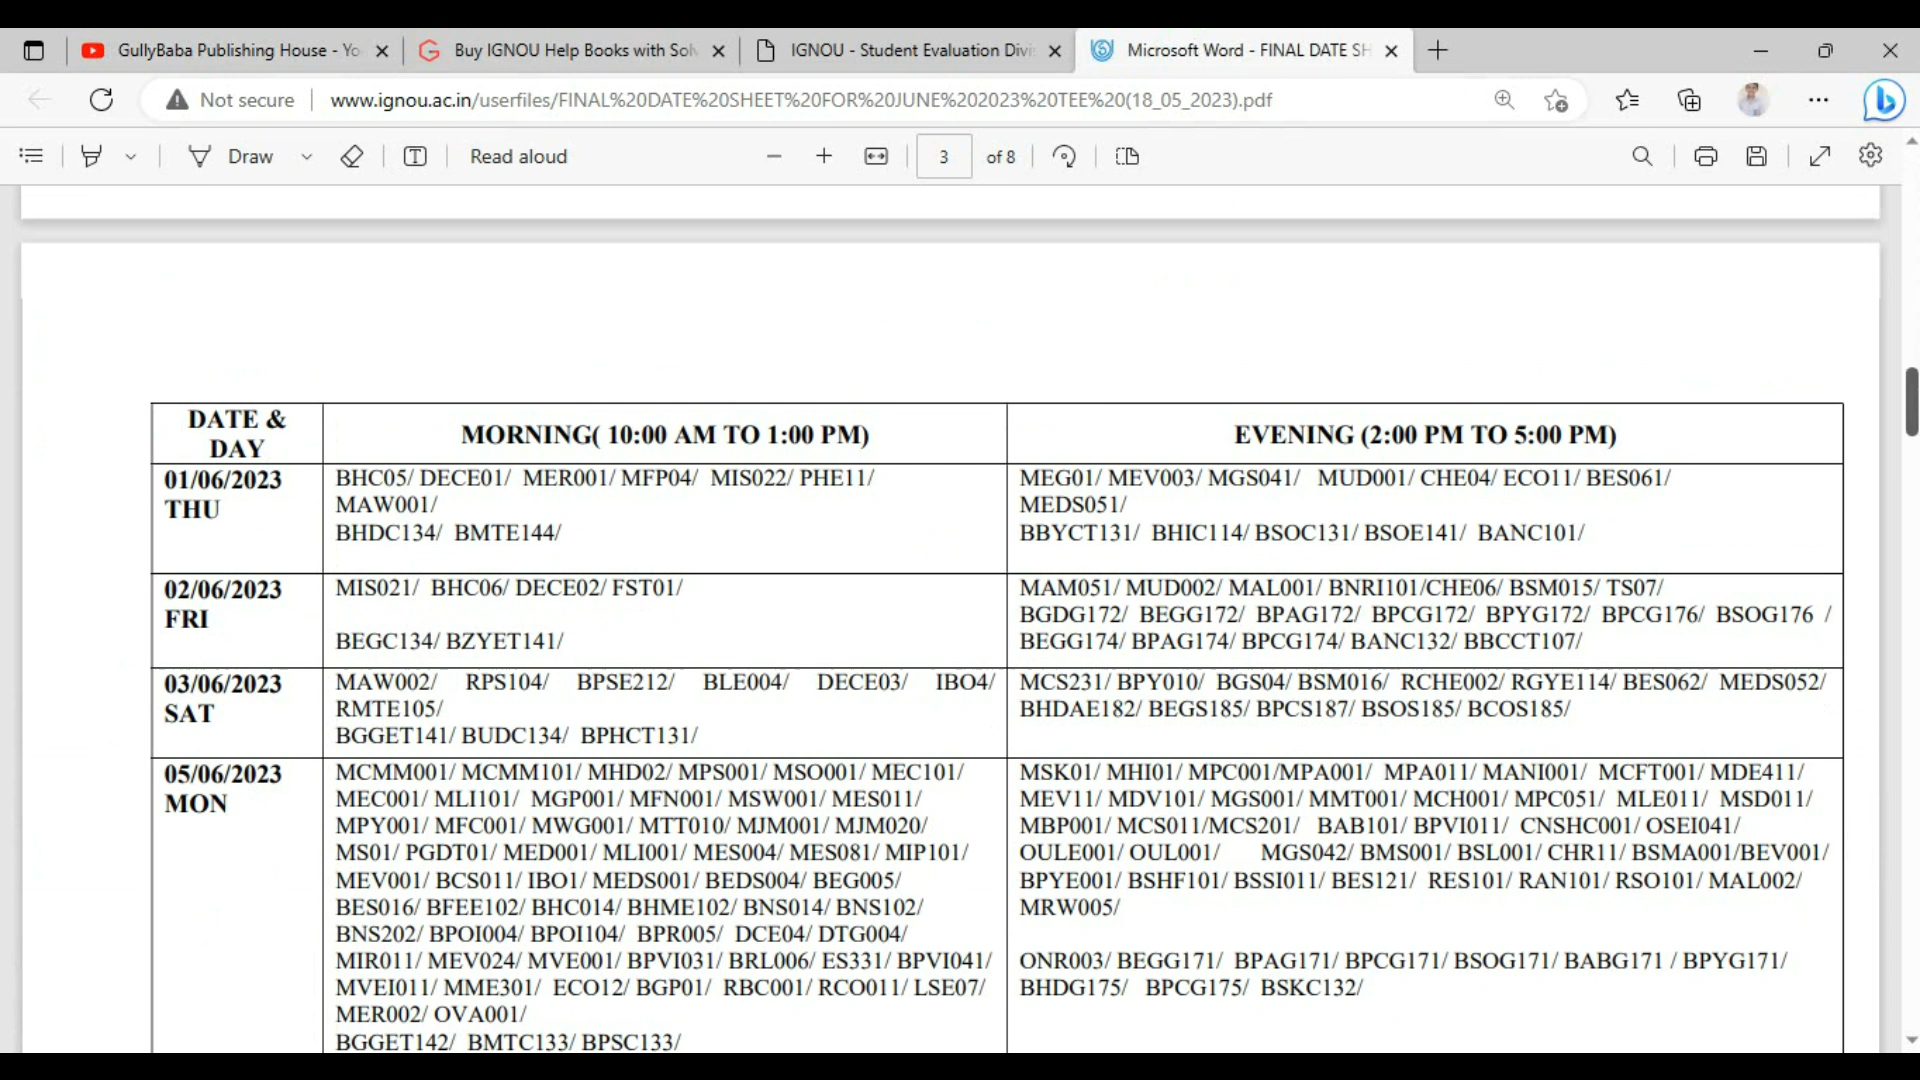 GullyBaba Publishing House - Yo
Buy IGNOU Help Books with Solv
IGNOU - Student Evaluation Divi
Microsoft Word - FINAL DATE SH
Not secure
www.ignou.ac.in/userfiles/FINAL%20DATE%20SHEET%20FOR%20JUNE%202023%20TEE%20(18_05_2023).pdf
Draw
Read aloud
3 of 8
DATE & DAY
MORNING( 10:00 AM TO 1:00 PM)
EVENING (2:00 PM TO 5:00 PM)
01/06/2023
THU
BHC05/ DECE01/ MER001/ MFP04/ MIS022/ PHE11/
MAW001/
BHDC134/ BMTE144/
MEG01/ MEV003/ MGS041/ MUD001/ CHE04/ ECO11/ BES061/
MEDS051/
BBYCT131/ BHIC114/ BSOC131/ BSOE141/ BANC101/
02/06/2023
FRI
MIS021/ BHC06/ DECE02/ FST01/
BEGC134/ BZYET141/
MAM051/ MUD002/ MAL001/ BNRI101/CHE06/ BSM015/ TS07/
BGDG172/ BEGG172/ BPAG172/ BPCG172/ BPYG172/ BPCG176/ BSOG176 /
BEGG174/ BPAG174/ BPCG174/ BANC132/ BBCCT107/
03/06/2023
SAT
MAW002/ RPS104/ BPSE212/ BLE004/ DECE03/ IBO4/
RMTE105/
BGGET141/ BUDC134/ BPHCT131/
MCS231/ BPY010/ BGS04/ BSM016/ RCHE002/ RGYE114/ BES062/ MEDS052/
BHDAE182/ BEGS185/ BPCS187/ BSOS185/ BCOS185/
05/06/2023
MON
MCMM001/ MCMM101/ MHD02/ MPS001/ MSO001/ MEC101/
MEC001/ MLI101/ MGP001/ MFN001/ MSW001/ MES011/
MPY001/ MFC001/ MWG001/ MTT010/ MJM001/ MJM020/
MS01/ PGDT01/ MED001/ MLI001/ MES004/ MES081/ MIP101/
MEV001/ BCS011/ IBO1/ MEDS001/ BEDS004/ BEG005/
BES016/ BFEE102/ BHC014/ BHME102/ BNS014/ BNS102/
BNS202/ BPOI004/ BPOI104/ BPR005/ DCE04/ DTG004/
MIR011/ MEV024/ MVE001/ BPVI031/ BRL006/ ES331/ BPVI041/
MVEI011/ MME301/ ECO12/ BGP01/ RBC001/ RCO011/ LSE07/
MER002/ OVA001/
BGGET142/ BMTC133/ BPSC133/
MSK01/ MHI01/ MPC001/MPA001/ MPA011/ MANI001/ MCFT001/ MDE411/
MEV11/ MDV101/ MGS001/ MMT001/ MCH001/ MPC051/ MLE011/ MSD011/
MBP001/ MCS011/MCS201/ BAB101/ BPVI011/ CNSHC001/ OSEI041/
OULE001/ OUL001/ MGS042/ BMS001/ BSL001/ CHR11/ BSMA001/BEV001/
BPYE001/ BSHF101/ BSSI011/ BES121/ RES101/ RAN101/ RSO101/ MAL002/
MRW005/
ONR003/ BEGG171/ BPAG171/ BPCG171/ BSOG171/ BABG171 / BPYG171/
BHDG175/ BPCG175/ BSKC132/